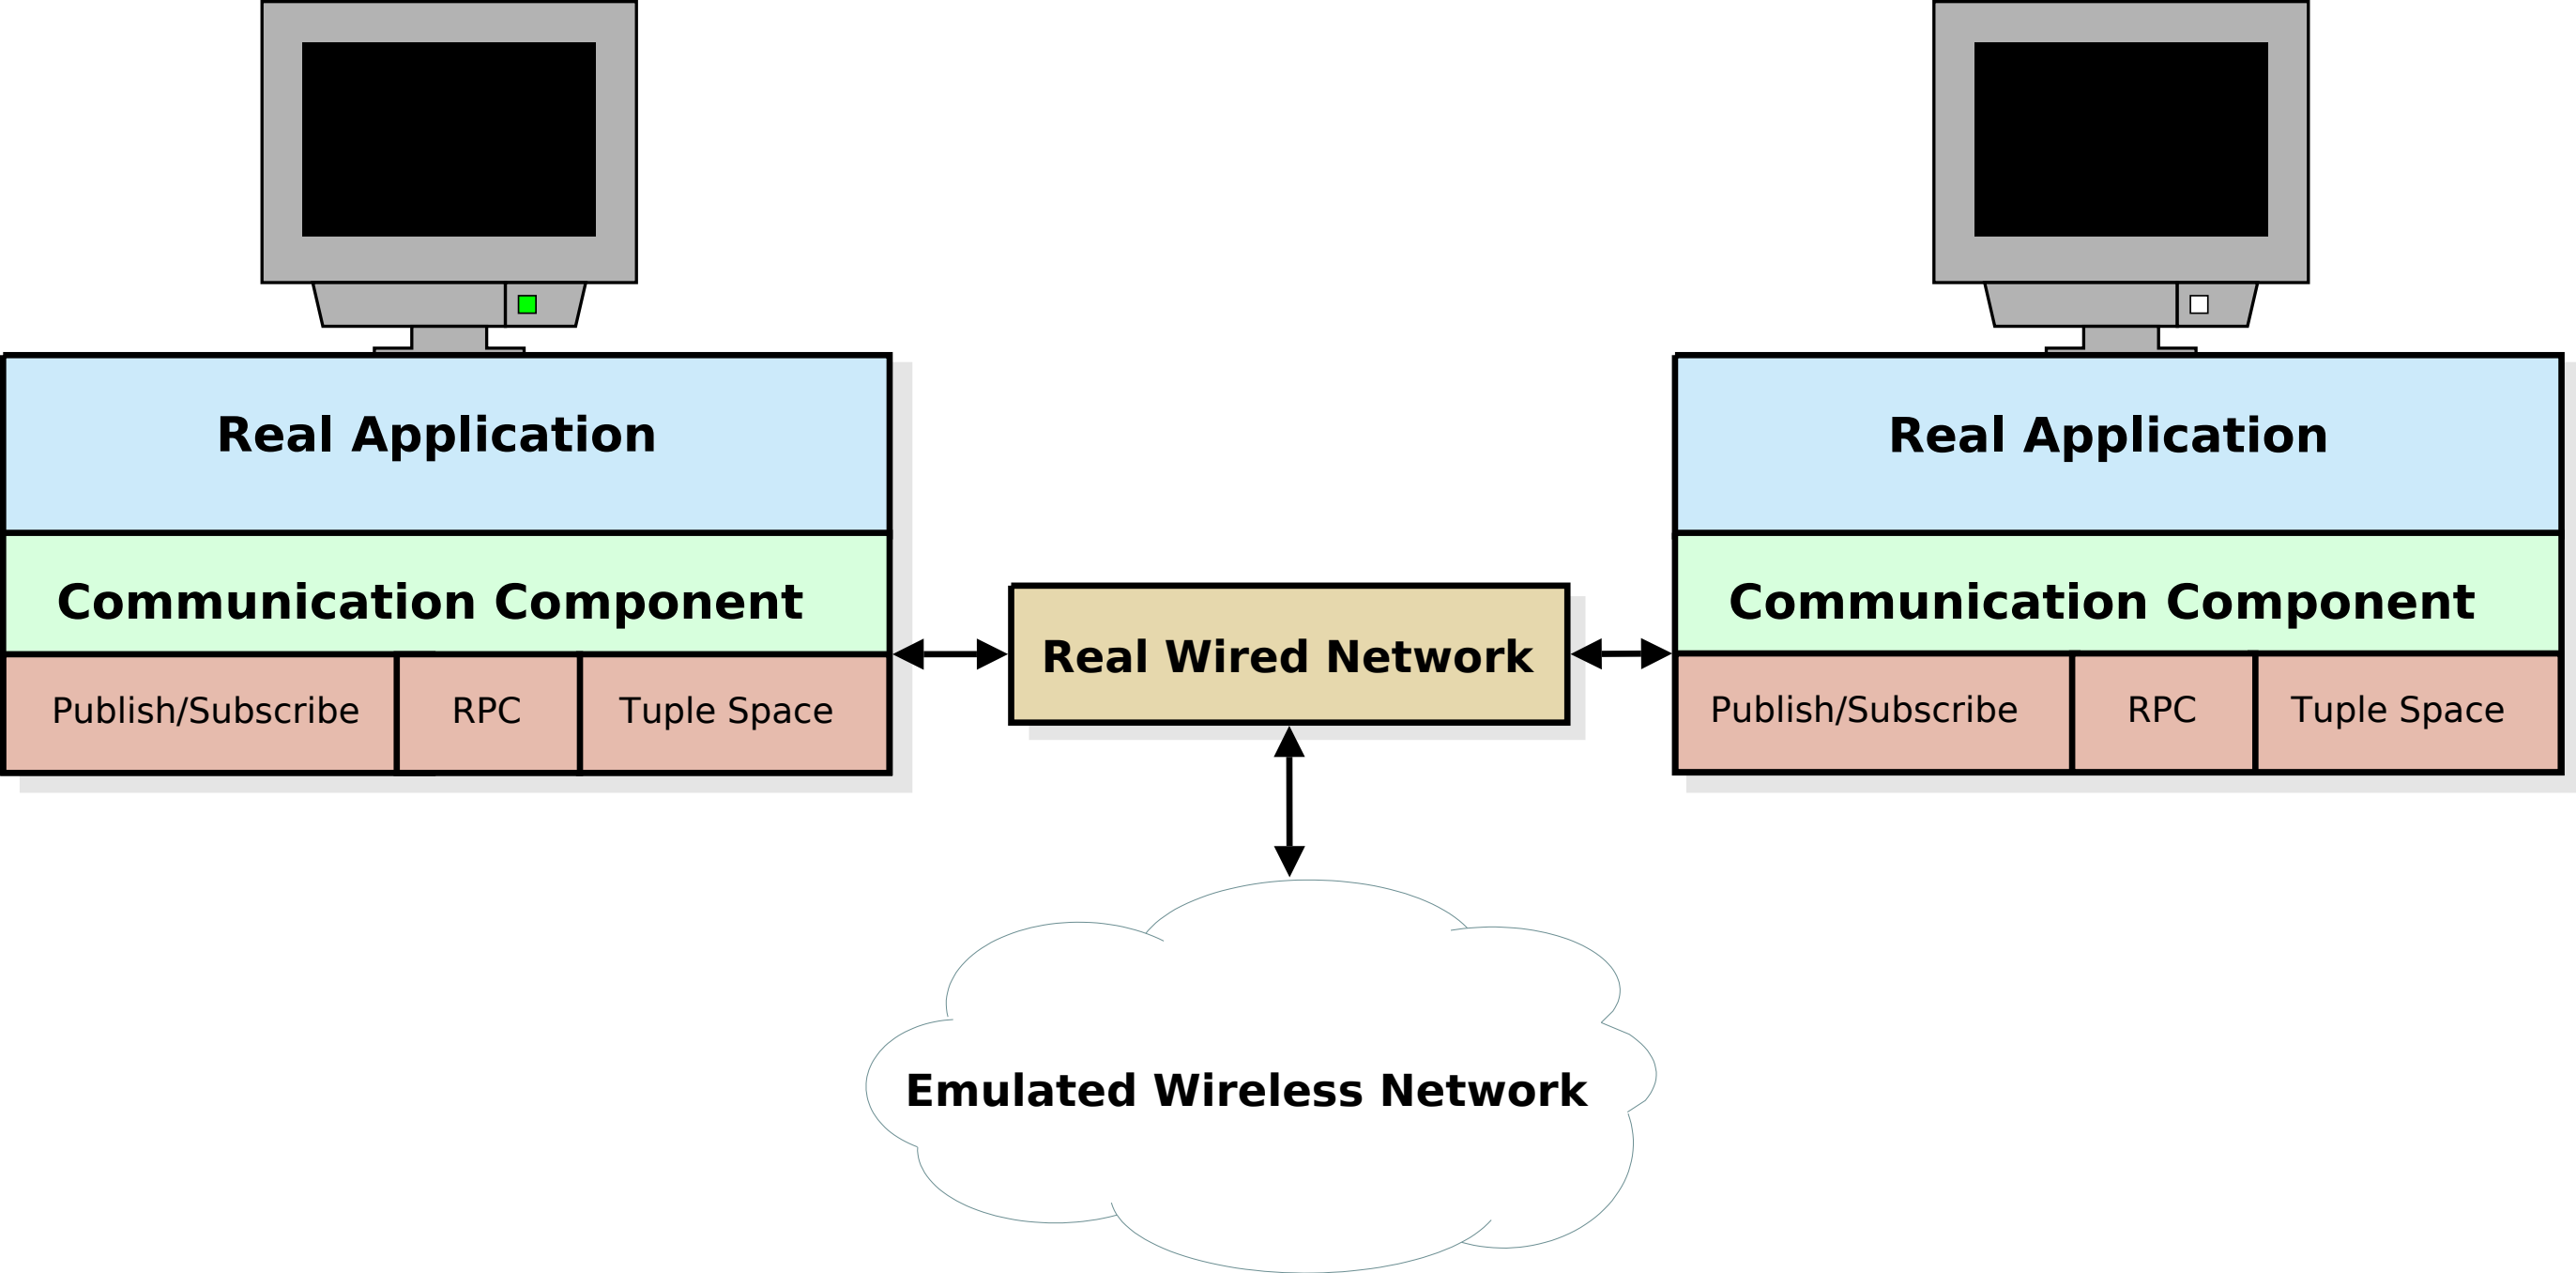 Real Application
Communication Component
Publish/Subscribe
RPC
Tuple Space
Real Wired Network
Real Application
Communication Component
Publish/Subscribe
RPC
Tuple Space
Emulated Wireless Network